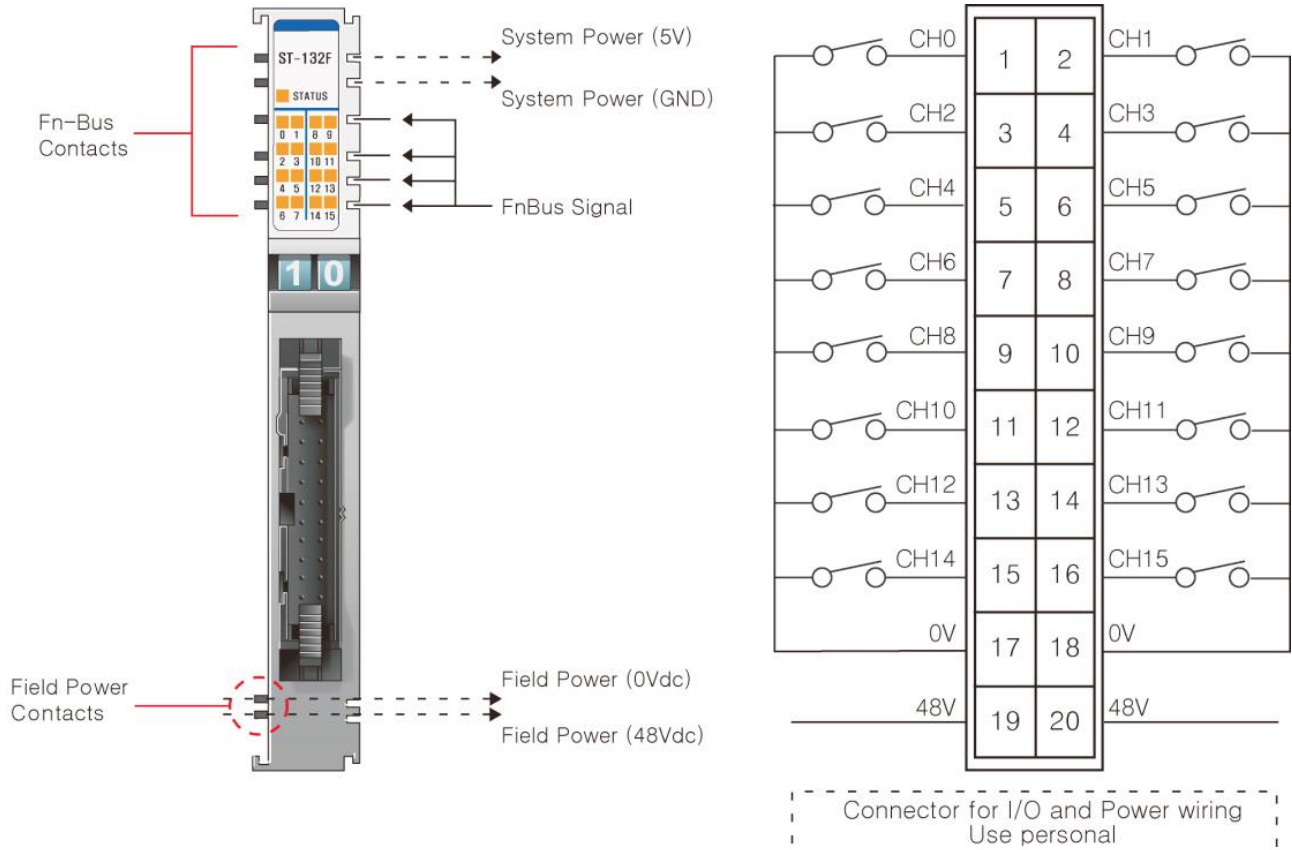 ST-132F
STATUS
0 1 8 9
2 3 10 11
4 5 12 13
6 7 14 15
10
Fn-Bus
Contacts
System Power (5V)
System Power (GND)
FnBus Signal
Field Power
Contacts
Field Power (0Vdc)
Field Power (48Vdc)
CH0 1 2 CH1
CH2 3 4 CH3
CH4 5 6 CH5
CH6 7 8 CH7
CH8 9 10 CH9
CH10 11 12 CH11
CH12 13 14 CH13
CH14 15 16 CH15
0V 17 18 0V
48V 19 20 48V
Connector for I/O and Power wiring
Use personal